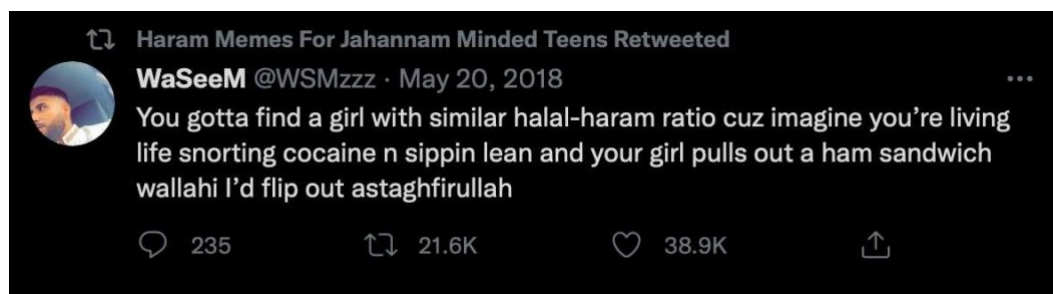 Haram Memes For Jahannam Minded Teens Retweeted
WaSeeM @WSMzzz · May 20, 2018
You gotta find a girl with similar halal-haram ratio cuz imagine you’re living
life snorting cocaine n sippin lean and your girl pulls out a ham sandwich
wallahi I’d flip out astaghfirullah
235 21.6K 38.9K